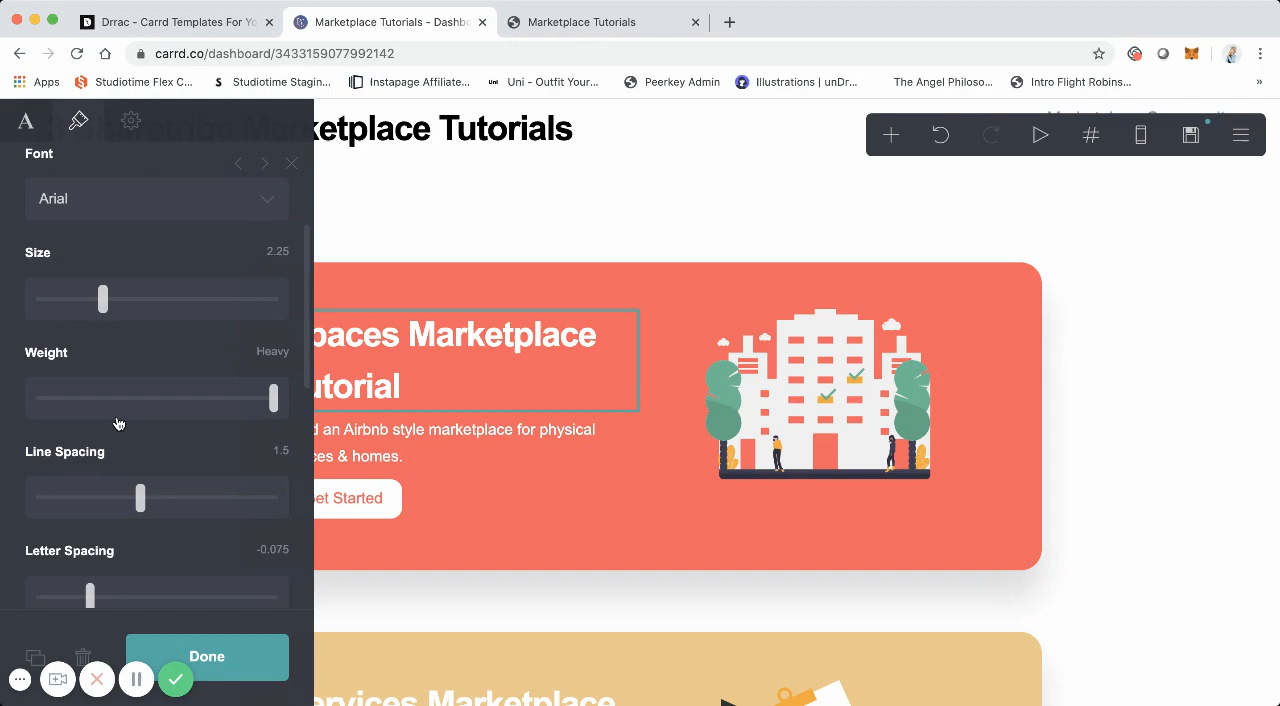 Drrac - Carrd Templates For Yo
Marketplace Tutorials - Dashbo
Marketplace Tutorials
carrd.co/dashboard/3433159077992142
Apps
Studiotime Flex C...
Studiotime Stagin...
Instapage Affiliate...
Uni - Outfit Your...
Peerkey Admin
Illustrations | unDr...
The Angel Philoso...
Intro Flight Robins...
»
ketplace Tutorials
Font
Arial
Size
2.25
Weight
Heavy
Line Spacing
1.5
Letter Spacing
-0.075
Done
paces Marketplace
utorial
d an Airbnb style marketplace for physical
ces & homes.
Get Started
ervices Marketplace